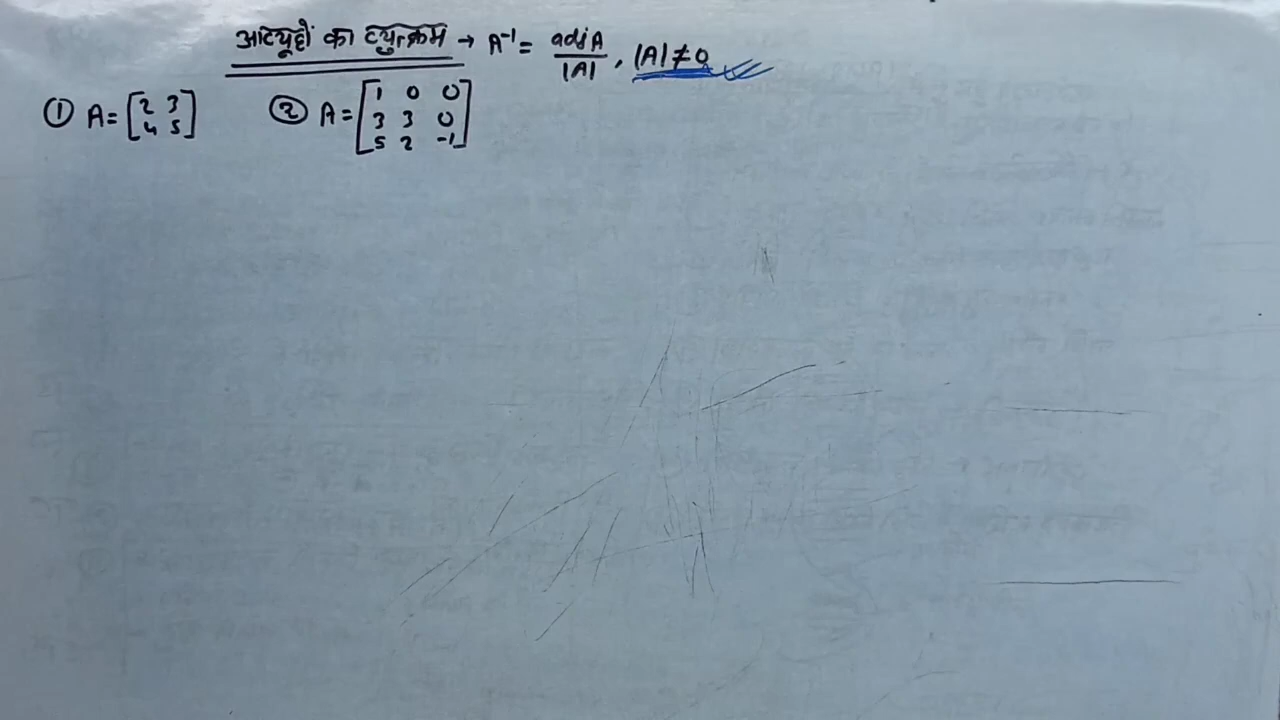 आव्यूहों का व्युत्क्रम → A⁻¹ = adj A / |A| , |A| ≠ 0
① A = [2 3; 4 5] ② A = [1 0 0; 3 3 0; 5 2 -1]